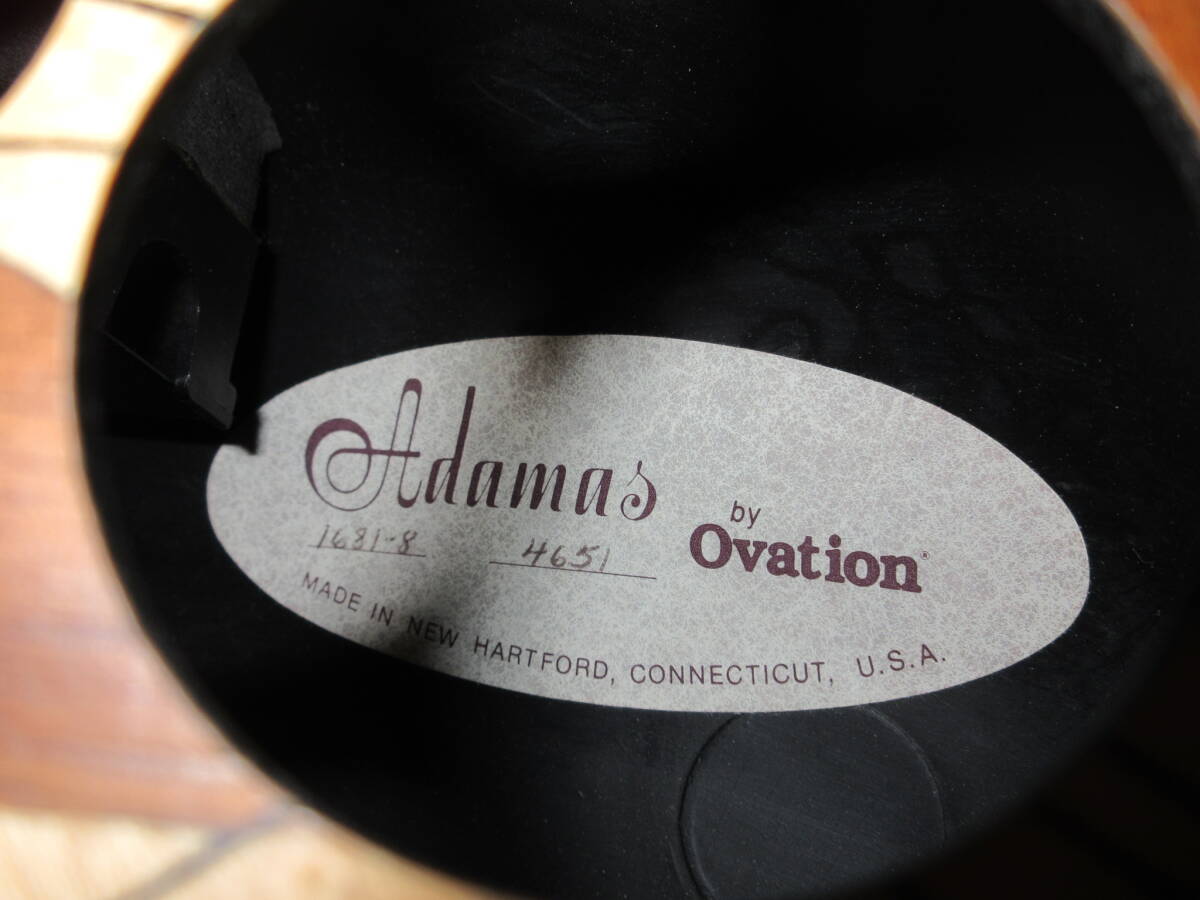 Adamas
by
Ovation®
1681-8 4651
MADE IN NEW HARTFORD, CONNECTICUT, U.S.A.